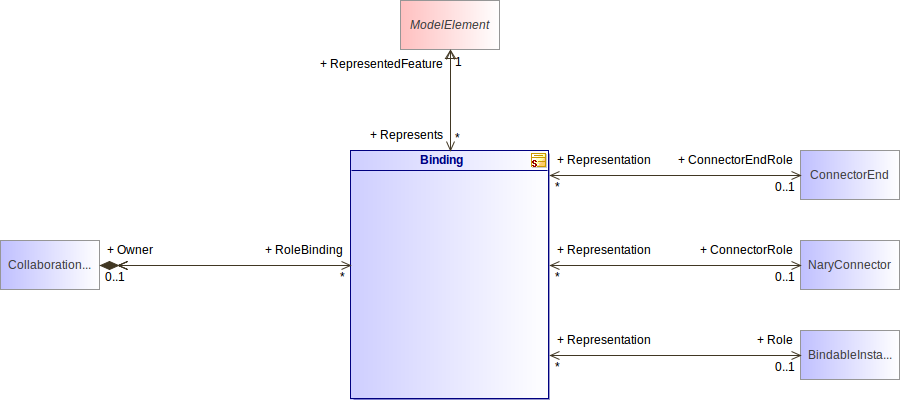 ModelElement
+ RepresentedFeature
1
+ Represents
*
Binding
S
+ Representation
+ ConnectorEndRole
*
0..1
ConnectorEnd
+ Owner
+ RoleBinding
0..1
*
Collaboration...
+ Representation
+ ConnectorRole
*
0..1
NaryConnector
+ Representation
+ Role
*
0..1
BindableInsta...